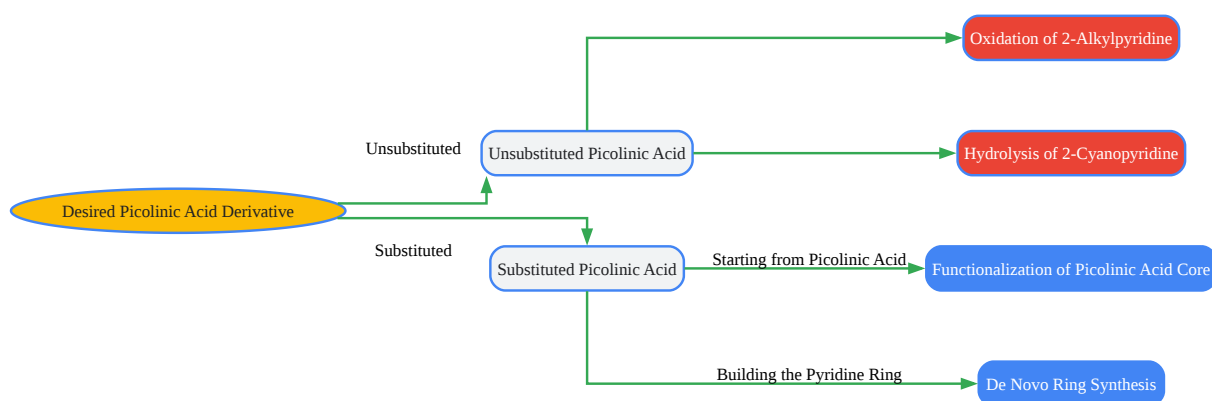 Oxidation of 2-Alkylpyridine
Unsubstituted
Unsubstituted Picolinic Acid
Hydrolysis of 2-Cyanopyridine
Desired Picolinic Acid Derivative
Substituted
Substituted Picolinic Acid
Starting from Picolinic Acid
Functionalization of Picolinic Acid Core
Building the Pyridine Ring
De Novo Ring Synthesis